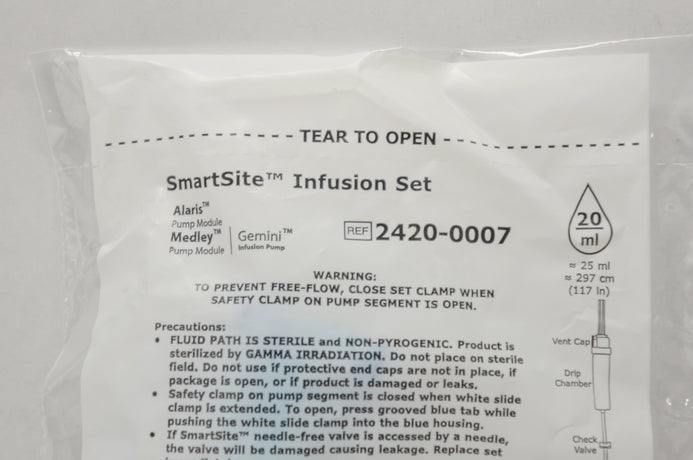 TEAR TO OPEN
SmartSite™ Infusion Set
Alaris™
Pump Module
Medley™
Pump Module
Gemini™
Infusion Pump
REF 2420-0007
20
ml
≈ 25 ml
≈ 297 cm
(117 in)
WARNING:
TO PREVENT FREE-FLOW, CLOSE SET CLAMP WHEN
SAFETY CLAMP ON PUMP SEGMENT IS OPEN.
Precautions:
• FLUID PATH IS STERILE and NON-PYROGENIC. Product is
sterilized by GAMMA IRRADIATION. Do not place on sterile
field. Do not use if protective end caps are not in place, if
package is open, or if product is damaged or leaks.
• Safety clamp on pump segment is closed when white slide
clamp is extended. To open, press grooved blue tab while
pushing the white slide clamp into the blue housing.
• If SmartSite™ needle-free valve is accessed by a needle,
the valve will be damaged causing leakage. Replace set
Vent Cap
Drip
Chamber
Check
Valve